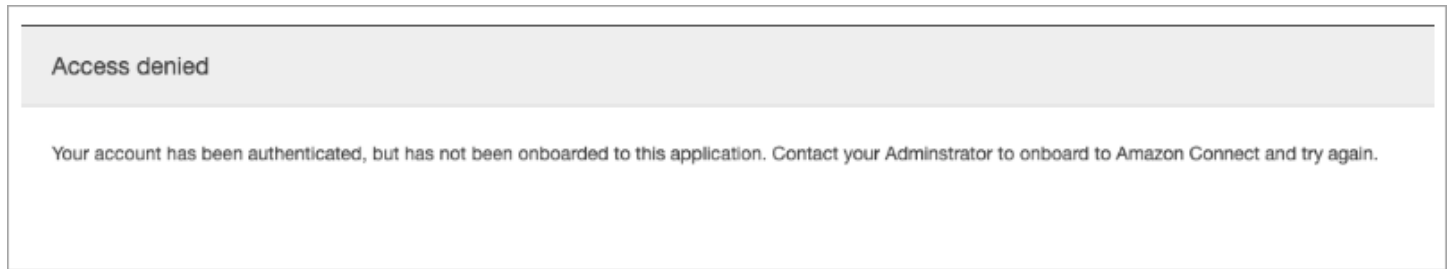 Access denied
Your account has been authenticated, but has not been onboarded to this application. Contact your Adminstrator to onboard to Amazon Connect and try again.